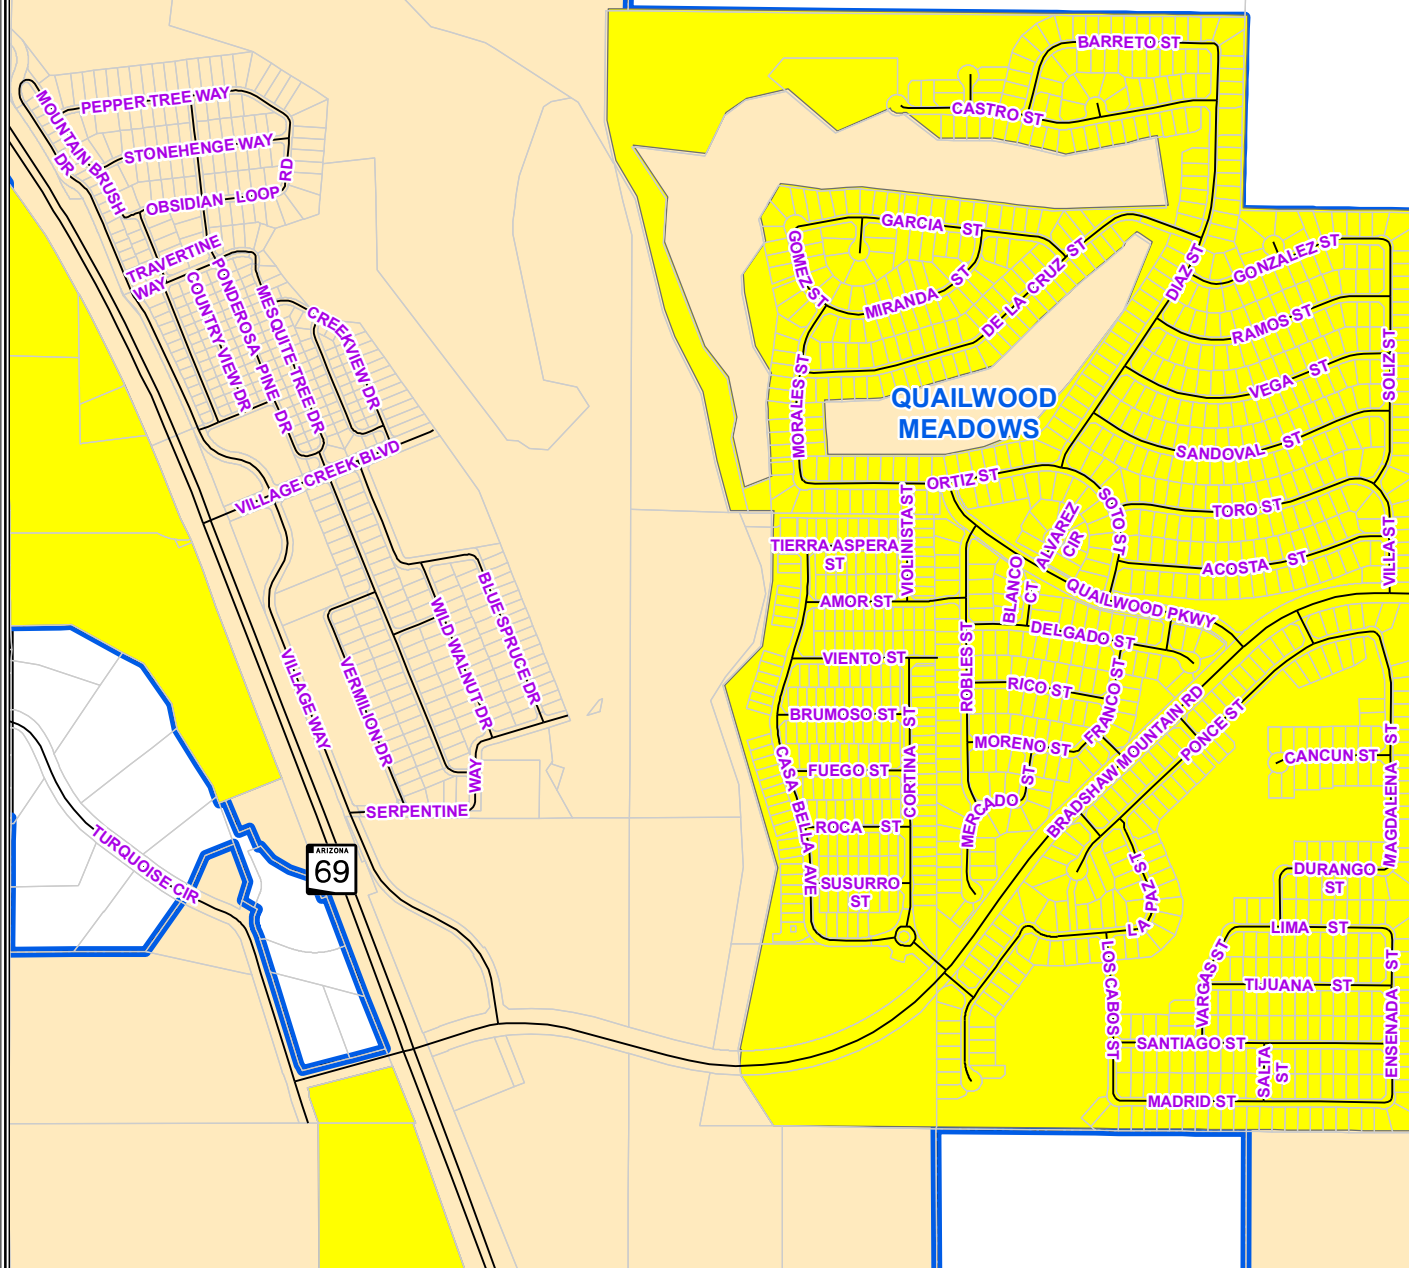 BARRETO ST
CASTRO ST
PEPPER TREE WAY
MOUNTAIN BRUSH
DR
STONEHENGE WAY
RD
OBSIDIAN LOOP
TRAVERTINE
WAY
COUNTRY VIEW DR
PONDEROSA PINE DR
MESQUITE TREE DR
CREEKVIEW DR
VILLAGE CREEK BLVD
GARCIA ST
GOMEZ ST
MIRANDA ST
DE LA CRUZ ST
DIAZ ST
GONZALEZ ST
RAMOS ST
SOLIZ ST
VEGA ST
MORALES ST
QUAILWOOD
MEADOWS
SANDOVAL ST
ORTIZ ST
SOTO ST
TORO ST
VIOLINISTA ST
ALVAREZ
CIR
TIERRA ASPERA
ST
ACOSTA ST
VILLA ST
BLANCO
CT
AMOR ST
QUAILWOOD PKWY
DELGADO ST
BLUE SPRUCE DR
WILD WALNUT DR
VERMILION DR
VILLAGE WAY
VIENTO ST
ROBLES ST
RICO ST
FRANCO ST
BRUMOSO ST
CORTINA ST
MORENO ST
BRADSHAW MOUNTAIN RD
PONCE ST
CANCUN ST
MAGDALENA ST
CASA BELLA AVE
FUEGO ST
MERCADO ST
SERPENTINE WAY
ROCA ST
TURQUOISE CIR
ARIZONA
69
SUSURRO
ST
LA PAZ ST
DURANGO
ST
LIMA ST
LOS CABOS ST
VARGAS ST
TIJUANA ST
ENSENADA ST
SANTIAGO ST
SALTA
ST
MADRID ST